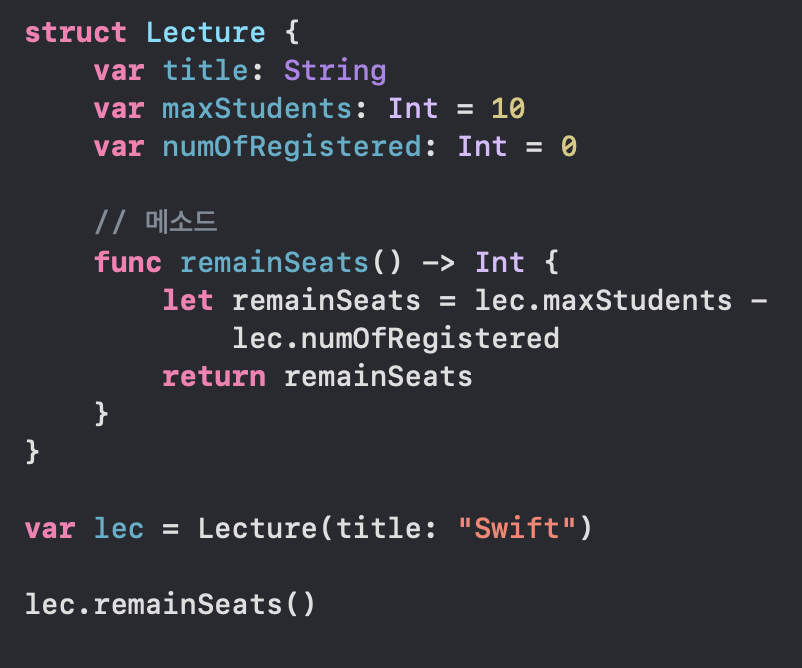 struct Lecture {
    var title: String
    var maxStudents: Int = 10
    var numOfRegistered: Int = 0

    // 메소드
    func remainSeats() -> Int {
        let remainSeats = lec.maxStudents -
            lec.numOfRegistered
        return remainSeats
    }
}

var lec = Lecture(title: "Swift")

lec.remainSeats()